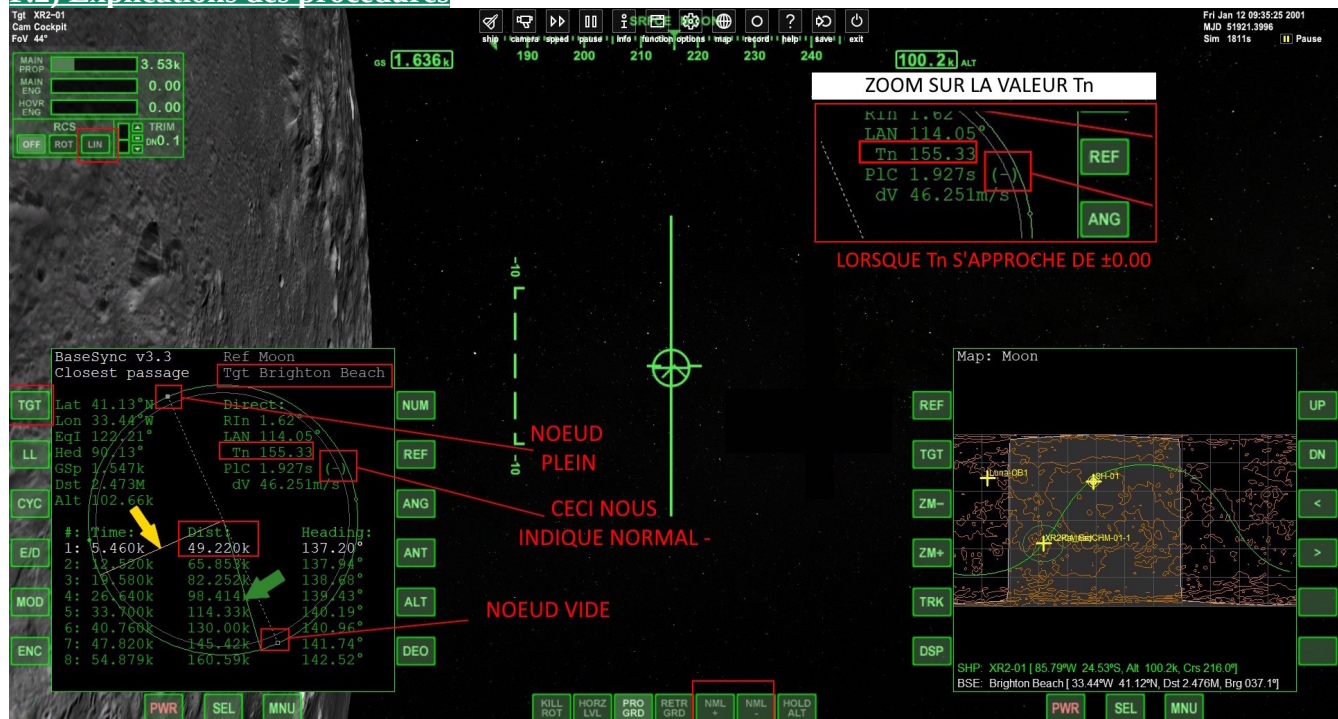 1.2) Explications des procédures
Tgt XR2-01
Cam Cockpit
FoV 44°
ship camera speed pause info function options map record help save exit
Fri Jan 12 09:35:25 2001
MJD 51921.3996
Sim 1811s Pause
190 200 210 220 230 240
GS 1.636k
100.2k ALT
MAIN PROP 3.53k
MAIN ENG 0.00
HOVR ENG 0.00
RCS TRIM
OFF ROT LIN DN 0.1
ZOOM SUR LA VALEUR Tn
RIn 1.62
LAN 114.05°
Tn 155.33
PlC 1.927s (-)
dV 46.251m/s
REF
ANG
LORSQUE Tn S'APPROCHE DE ±0.00
-10
-10
BaseSync v3.3 Ref Moon
Closest passage Tgt Brighton Beach
Lat 41.13°N Direct:
Lon 33.44°W RIn 1.62°
EqI 122.21° LAN 114.05°
Hed 90.13° Tn 155.33
GSp 1.547k PlC 1.927s (-)
Dst 2.473M dV 46.251m/s
Alt 102.66k
#: Time: Dist: Heading:
1: 5.460k 49.220k 137.20°
2: 12.520k 65.853k 137.94°
3: 19.580k 82.252k 138.68°
4: 26.640k 98.414k 139.43°
5: 33.700k 114.33k 140.19°
6: 40.760k 130.00k 140.96°
7: 47.820k 145.42k 141.74°
8: 54.879k 160.59k 142.52°
TGT
LL
CYC
E/D
MOD
ENC
NUM
REF
ANG
ANT
ALT
DEO
PWR SEL MNU
NOEUD
PLEIN
CECI NOUS
INDIQUE NORMAL -
NOEUD VIDE
KILL ROT HORZ LVL PRO GRD RETR GRD NML + NML - HOLD ALT
Map: Moon
REF
TGT
ZM-
ZM+
TRK
DSP
UP
DN
<
>
Luna-OB1
SH-01
SHP: XR2-01 [ 85.79°W 24.53°S, Alt 100.2k, Crs 216.0°]
BSE: Brighton Beach [ 33.44°W 41.12°N, Dst 2.476M, Brg 037.1°]
PWR SEL MNU